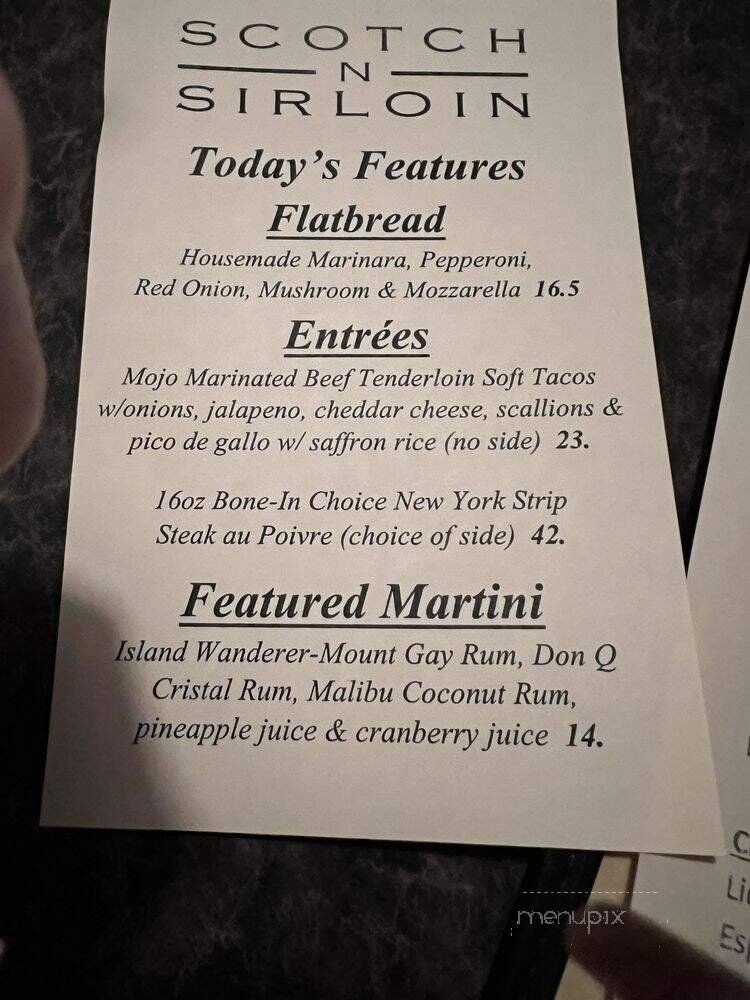 SCOTCH
N
SIRLOIN
Today's Features
Flatbread
Housemade Marinara, Pepperoni,
Red Onion, Mushroom & Mozzarella 16.5
Entrées
Mojo Marinated Beef Tenderloin Soft Tacos
w/onions, jalapeno, cheddar cheese, scallions &
pico de gallo w/ saffron rice (no side) 23.
16oz Bone-In Choice New York Strip
Steak au Poivre (choice of side) 42.
Featured Martini
Island Wanderer-Mount Gay Rum, Don Q
Cristal Rum, Malibu Coconut Rum,
pineapple juice & cranberry juice 14.
menupix